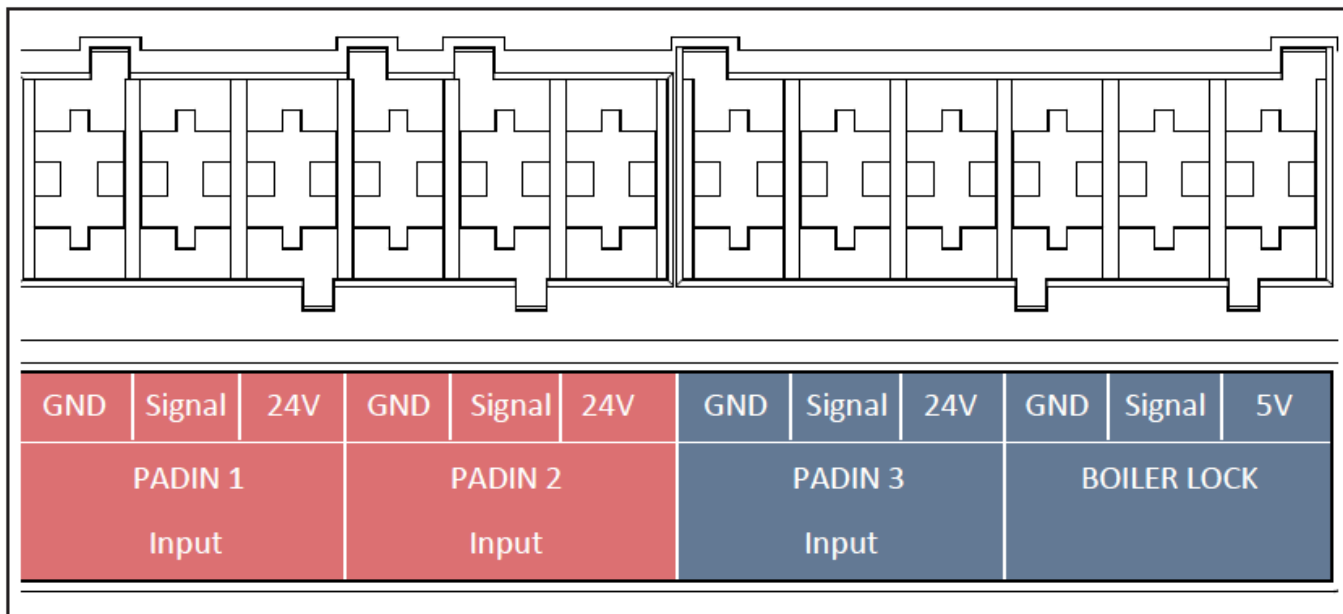 GND Signal 24V GND Signal 24V GND Signal 24V GND Signal 5V
PADIN 1 PADIN 2 PADIN 3 BOILER LOCK
Input Input Input